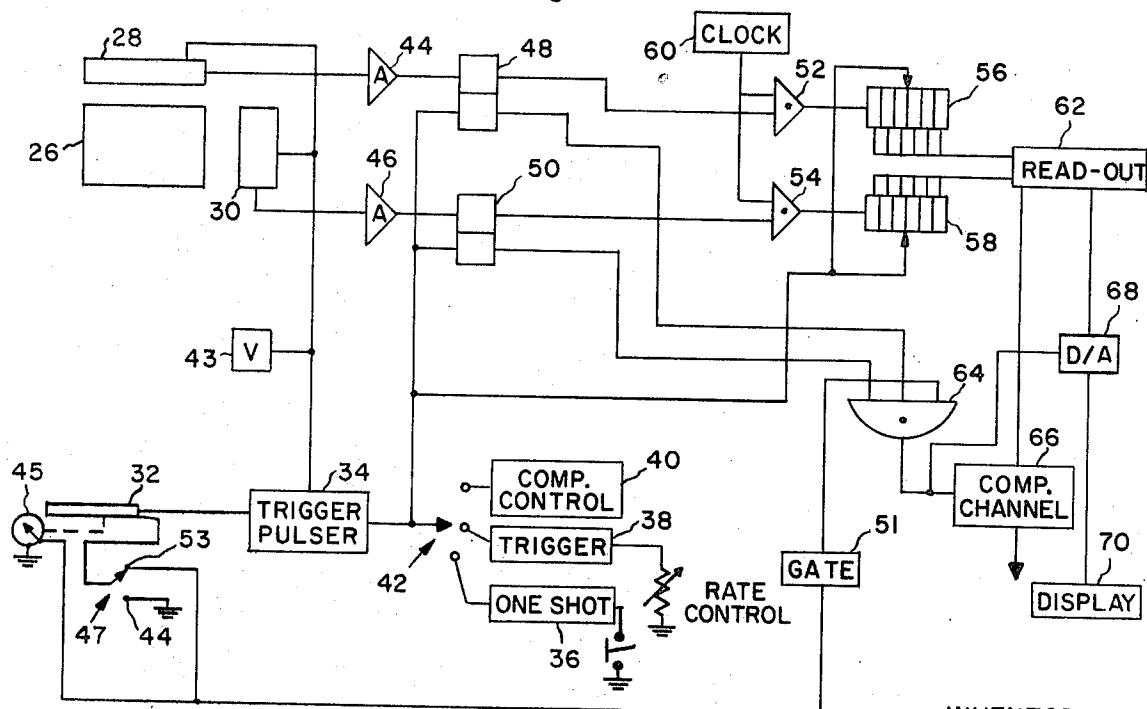 28
44
A
48
60
CLOCK
52
56
62
READ-OUT
26
30
46
A
50
54
58
43
V
68
D/A
64
45
32
34
TRIGGER
PULSER
40
COMP.
CONTROL
66
COMP.
CHANNEL
53
38
TRIGGER
51
GATE
42
70
DISPLAY
47
44
ONE SHOT
36
RATE
CONTROL